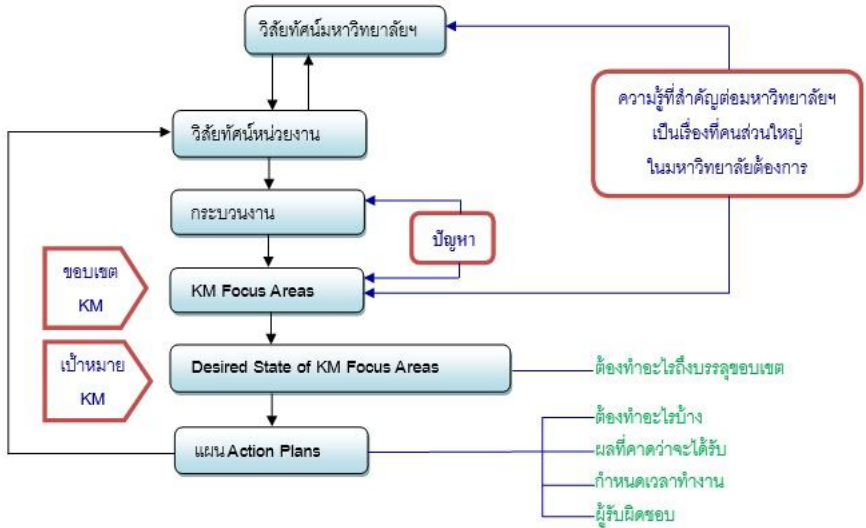 วิสัยทัศน์มหาวิทยาลัยฯ
ความรู้ที่สำคัญต่อมหาวิทยาลัยฯ
เป็นเรื่องที่คนส่วนใหญ่
ในมหาวิทยาลัยต้องการ
วิสัยทัศน์หน่วยงาน
กระบวนงาน
ปัญหา
ขอบเขต
KM
KM Focus Areas
เป้าหมาย
KM
Desired State of KM Focus Areas
ต้องทำอะไรถึงบรรลุขอบเขต
แผน Action Plans
ต้องทำอะไรบ้าง
ผลที่คาดว่าจะได้รับ
กำหนดเวลาทำงาน
ผู้รับผิดชอบ